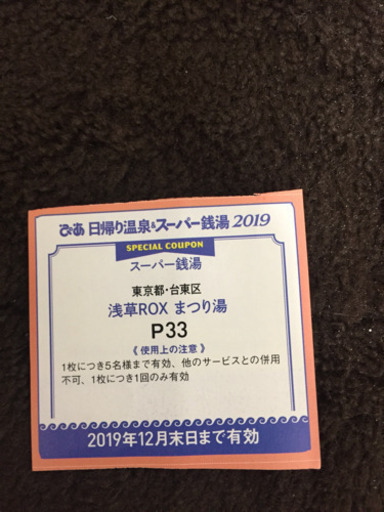 ぴあ 日帰り温泉&スーパー銭湯 2019
SPECIAL COUPON
スーパー銭湯
東京都・台東区
浅草ROX まつり湯
P33
《 使用上の注意 》
1枚につき5名様まで有効、他のサービスとの併用
不可、1枚につき1回のみ有効
2019年12月末日まで有効